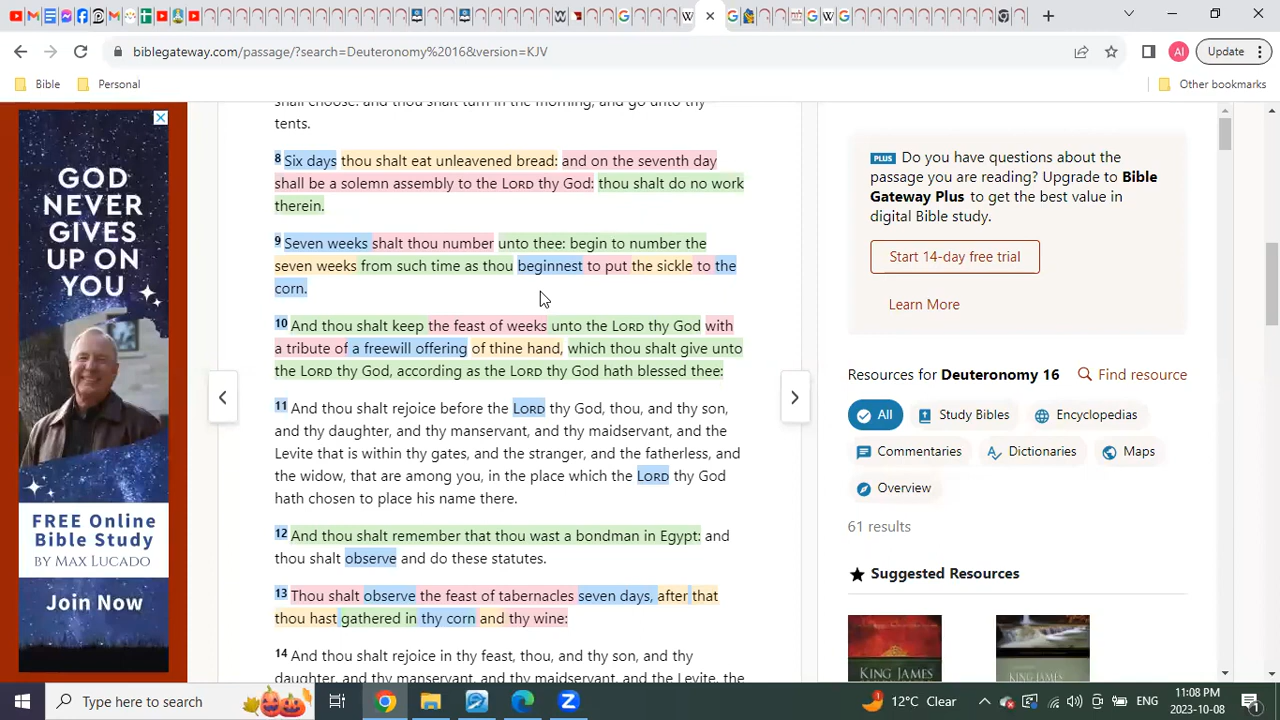 biblegateway.com/passage/?search=Deuteronomy%2016&version=KJV
AI
Update
Bible
Personal
Other bookmarks
GOD
NEVER
GIVES
UP ON
YOU
FREE Online
Bible Study
BY MAX LUCADO
Join Now
shall choose: and thou shalt turn in the morning, and go unto thy
tents.
8 Six days thou shalt eat unleavened bread: and on the seventh day
shall be a solemn assembly to the LORD thy God: thou shalt do no work
therein.
9 Seven weeks shalt thou number unto thee: begin to number the
seven weeks from such time as thou beginnest to put the sickle to the
corn.
10 And thou shalt keep the feast of weeks unto the LORD thy God with
a tribute of a freewill offering of thine hand, which thou shalt give unto
the LORD thy God, according as the LORD thy God hath blessed thee:
11 And thou shalt rejoice before the LORD thy God, thou, and thy son,
and thy daughter, and thy manservant, and thy maidservant, and the
Levite that is within thy gates, and the stranger, and the fatherless, and
the widow, that are among you, in the place which the LORD thy God
hath chosen to place his name there.
12 And thou shalt remember that thou wast a bondman in Egypt: and
thou shalt observe and do these statutes.
13 Thou shalt observe the feast of tabernacles seven days, after that
thou hast gathered in thy corn and thy wine:
14 And thou shalt rejoice in thy feast, thou, and thy son, and thy
daughter, and thy manservant, and thy maidservant, and the Levite, the
PLUS Do you have questions about the
passage you are reading? Upgrade to Bible
Gateway Plus to get the best value in
digital Bible study.
Start 14-day free trial
Learn More
Resources for Deuteronomy 16
Find resource
All
Study Bibles
Encyclopedias
Commentaries
Dictionaries
Maps
Overview
61 results
Suggested Resources
KING JAMES
KING JAMES
Type here to search
1
12°C Clear
ENG
11:08 PM
2023-10-08
1